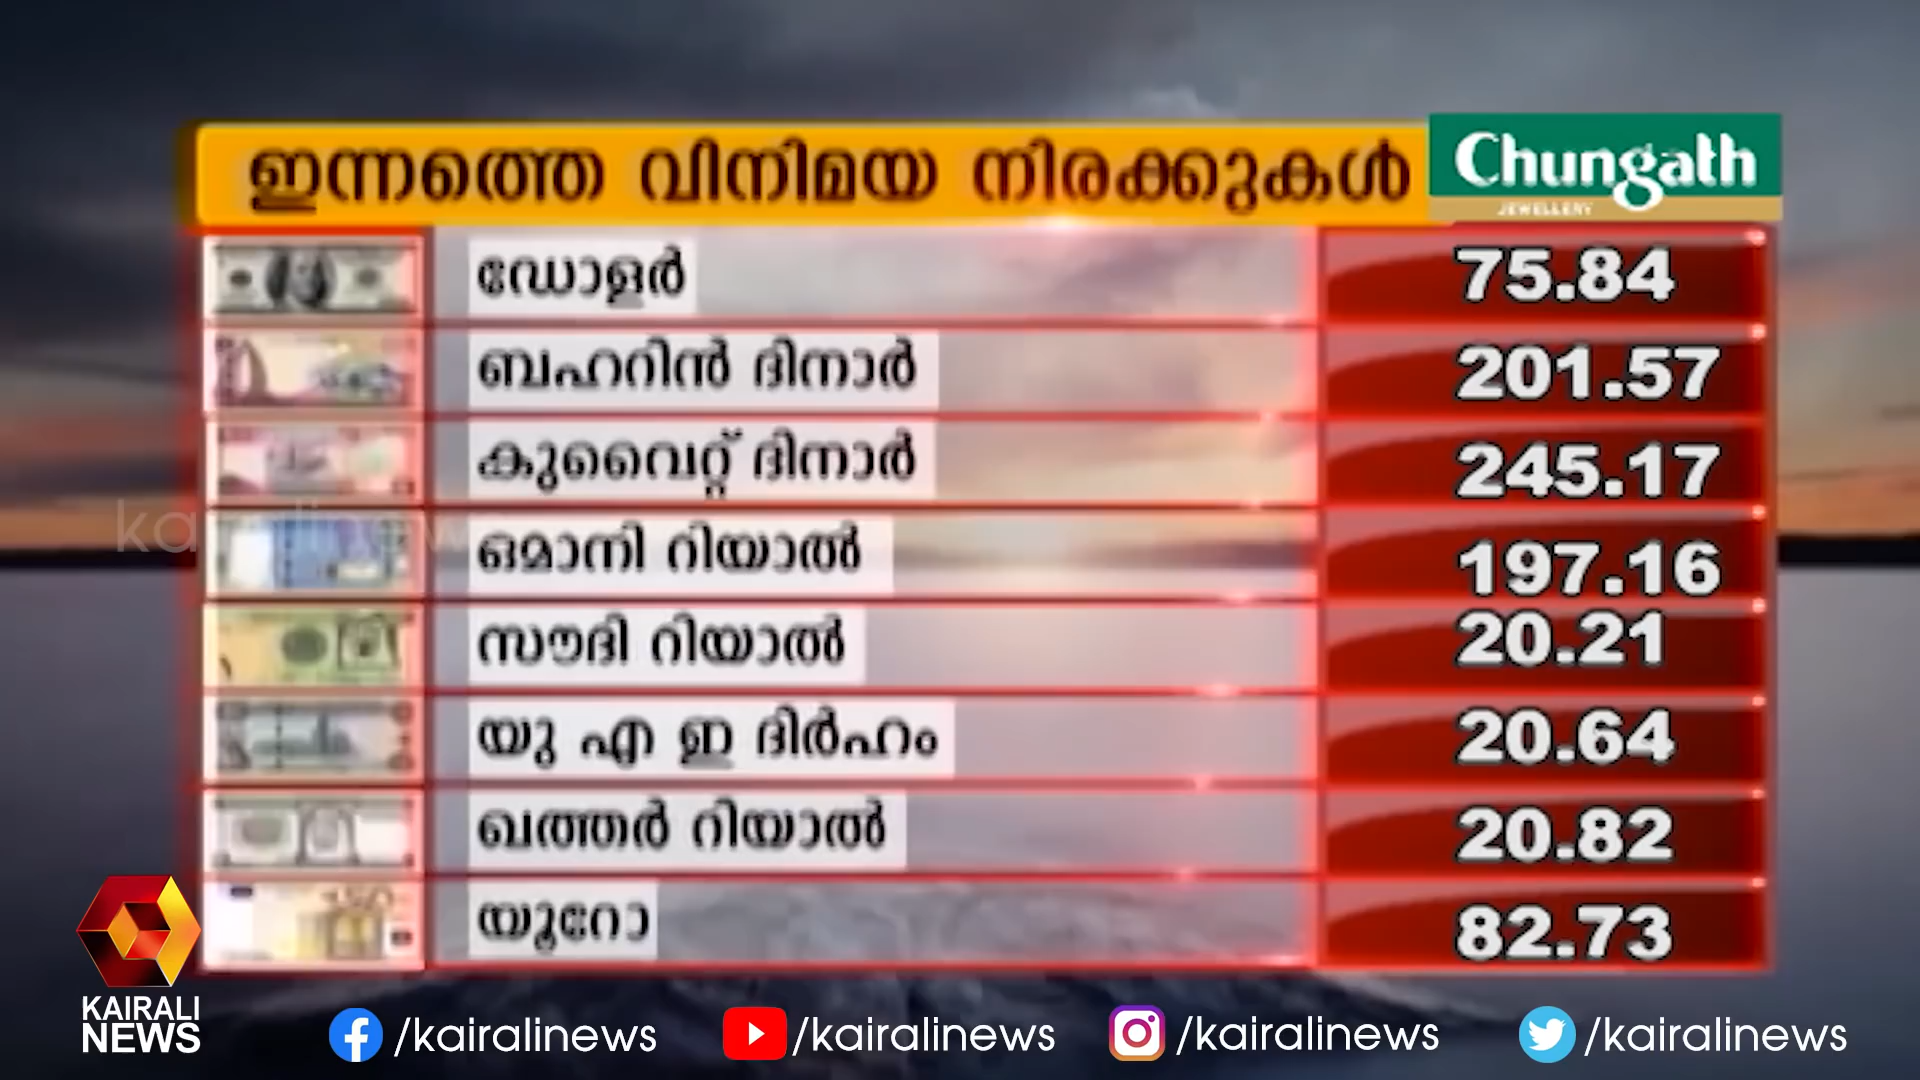 ഇന്നത്തെ വിനിമയ നിരക്കുകൾ
Chungath
JEWELLERY
ഡോളർ 75.84
ബഹറിൻ ദിനാർ 201.57
കുവൈറ്റ് ദിനാർ 245.17
ഒമാനി റിയാൽ 197.16
സൗദി റിയാൽ 20.21
യു എ ഇ ദിർഹം 20.64
ഖത്തർ റിയാൽ 20.82
യൂറോ 82.73
kairalinews
KAIRALI
NEWS
/kairalinews /kairalinews /kairalinews /kairalinews